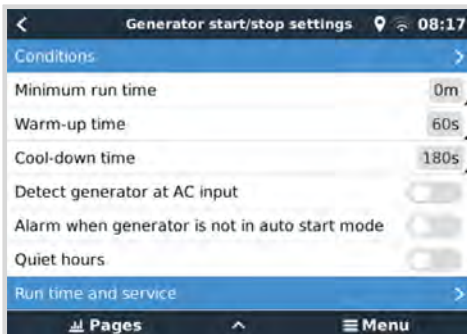 Generator start/stop settings 08:17
Conditions
Minimum run time 0m
Warm-up time 60s
Cool-down time 180s
Detect generator at AC input
Alarm when generator is not in auto start mode
Quiet hours
Run time and service
Pages Menu